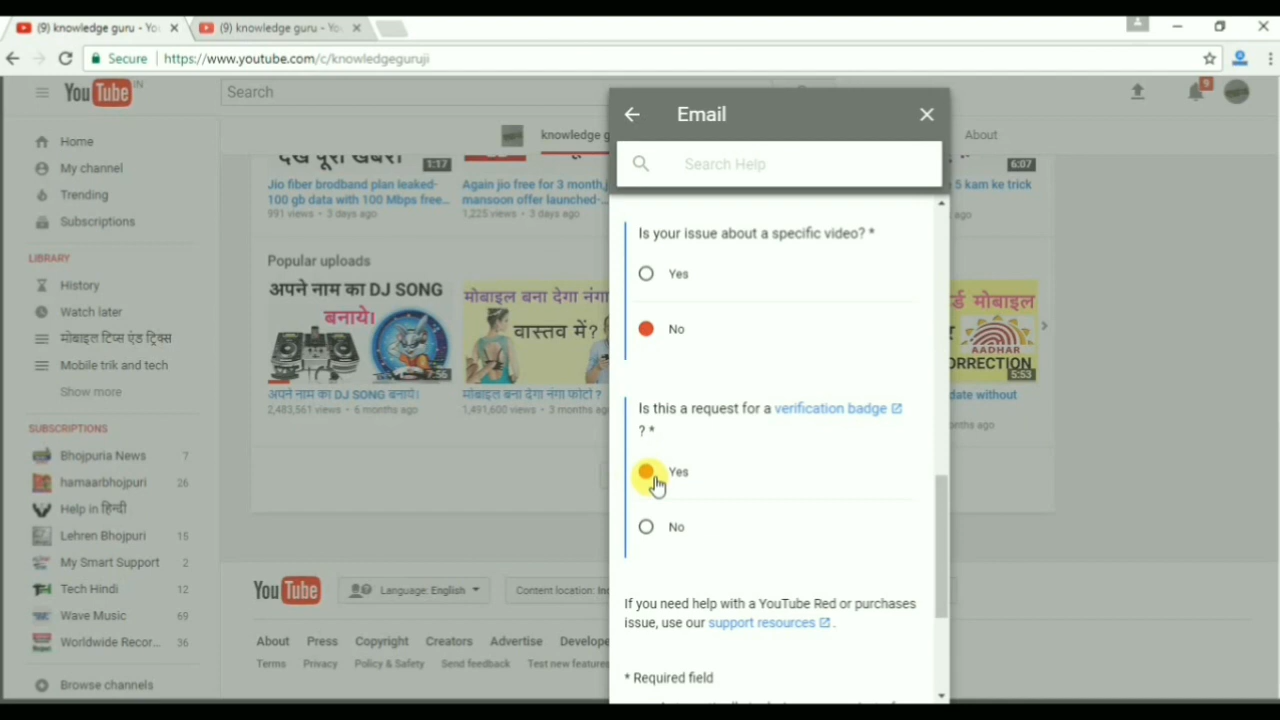 (9) knowledge guru - Yo
(9) knowledge guru - Yo
Secure https://www.youtube.com/c/knowledgeguruji
YouTube IN
Search
9
Home
My channel
Trending
Subscriptions
LIBRARY
History
Watch later
मोबाइल टिप्स एंड ट्रिक्स
Mobile trik and tech
Show more
SUBSCRIPTIONS
Bhojpuria News 7
hamaarbhojpuri 26
Help in हिन्दी
Lehren Bhojpuri 15
My Smart Support 2
Tech Hindi 12
Wave Music 69
Worldwide Recor... 36
Browse channels
knowledge g
About
1:17
6:07
Jio fiber brodband plan leaked-
100 gb data with 100 Mbps free...
991 views • 3 days ago
Again jio free for 3 month,j
mansoon offer launched-...
1,225 views • 3 days ago
5 kam ke trick
ago
Popular uploads
अपने नाम का DJ SONG
बनाये।
7:56
अपने नाम का DJ SONG बनाये।
2,483,561 views • 6 months ago
मोबाइल बना देगा नंगा
वास्तव में?
मोबाइल बना देगा नंगा फोटो ?
1,491,600 views • 3 months ago
र्ड मोबाइल
AADHAR
ORRECTION
5:53
date without
nths ago
YouTube
Language: English
Content location: In
About Press Copyright Creators Advertise Develope
Terms Privacy Policy & Safety Send feedback Test new features
Email
Search Help
Is your issue about a specific video? *
Yes
No
Is this a request for a verification badge
? *
Yes
No
If you need help with a YouTube Red or purchases
issue, use our support resources .
* Required field